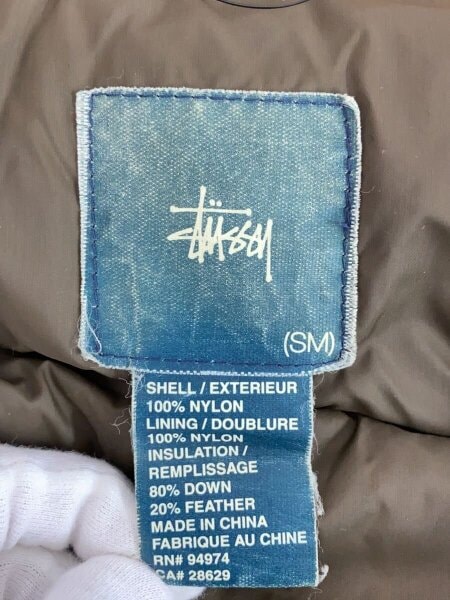 Stüssy
(SM)
SHELL / EXTERIEUR
100% NYLON
LINING / DOUBLURE
100% NYLON
INSULATION /
REMPLISSAGE
80% DOWN
20% FEATHER
MADE IN CHINA
FABRIQUE AU CHINE
RN# 94974
CA# 28629